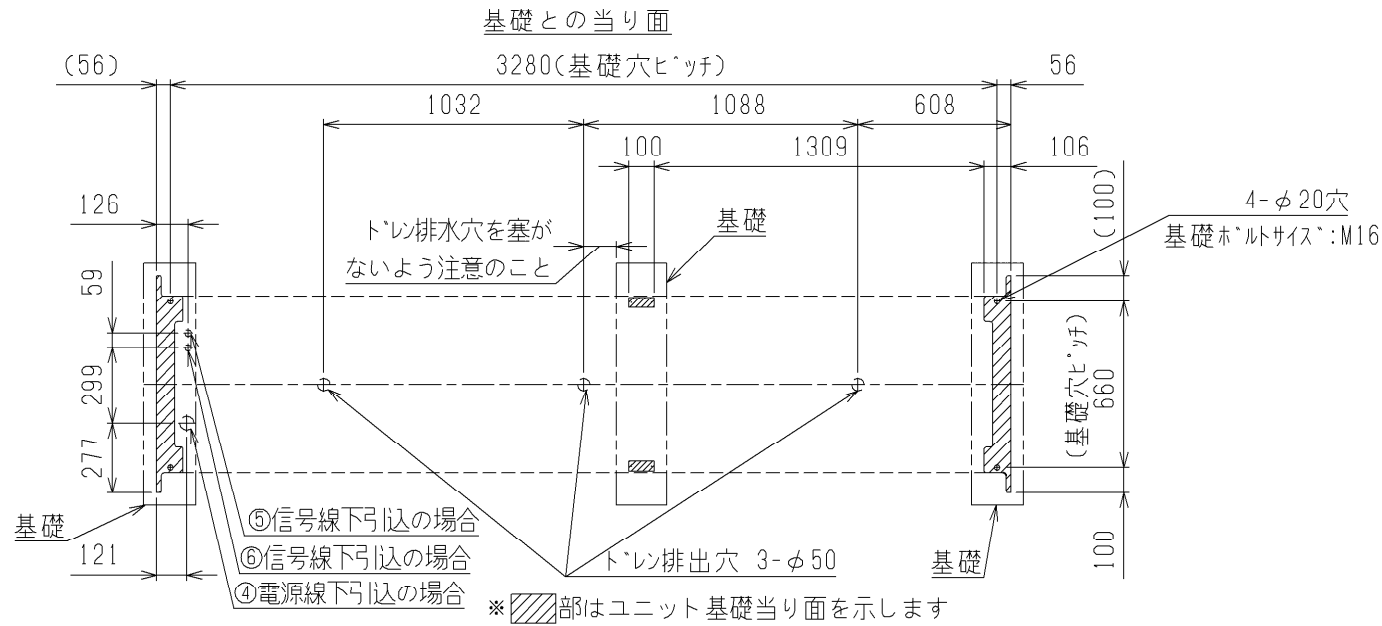 基礎との当り面
(56)
3280(基礎穴ピッチ)
56
1032
1088
608
100
1309
106
126
ドレン排水穴を塞が
ないよう注意のこと
基礎
(100)
4-φ20穴
基礎ボルトサイズ:M16
59
299
277
(基礎穴ピッチ)
660
100
基礎
121
⑤信号線下引込の場合
⑥信号線下引込の場合
④電源線下引込の場合
ドレン排出穴 3-φ50
基礎
※部はユニット基礎当り面を示します